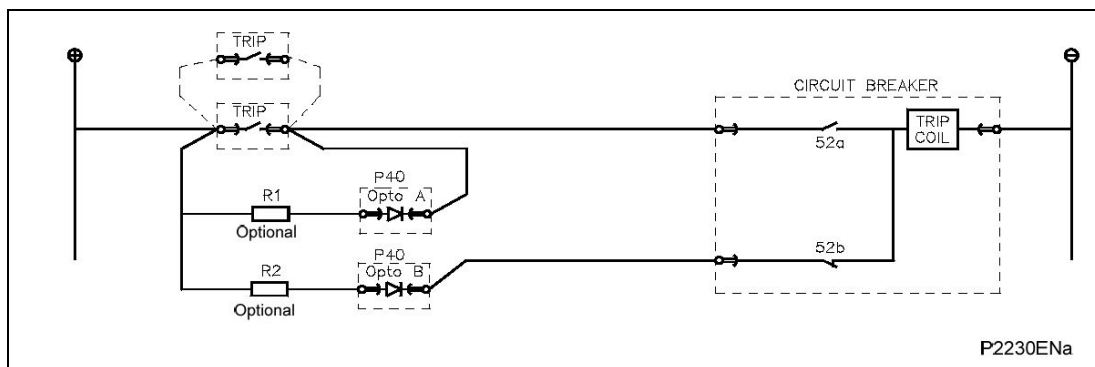 TRIP
TRIP
CIRCUIT BREAKER
TRIP
COIL
52a
P40
Opto A
R1
Optional
52b
P40
Opto B
R2
Optional
P2230ENa